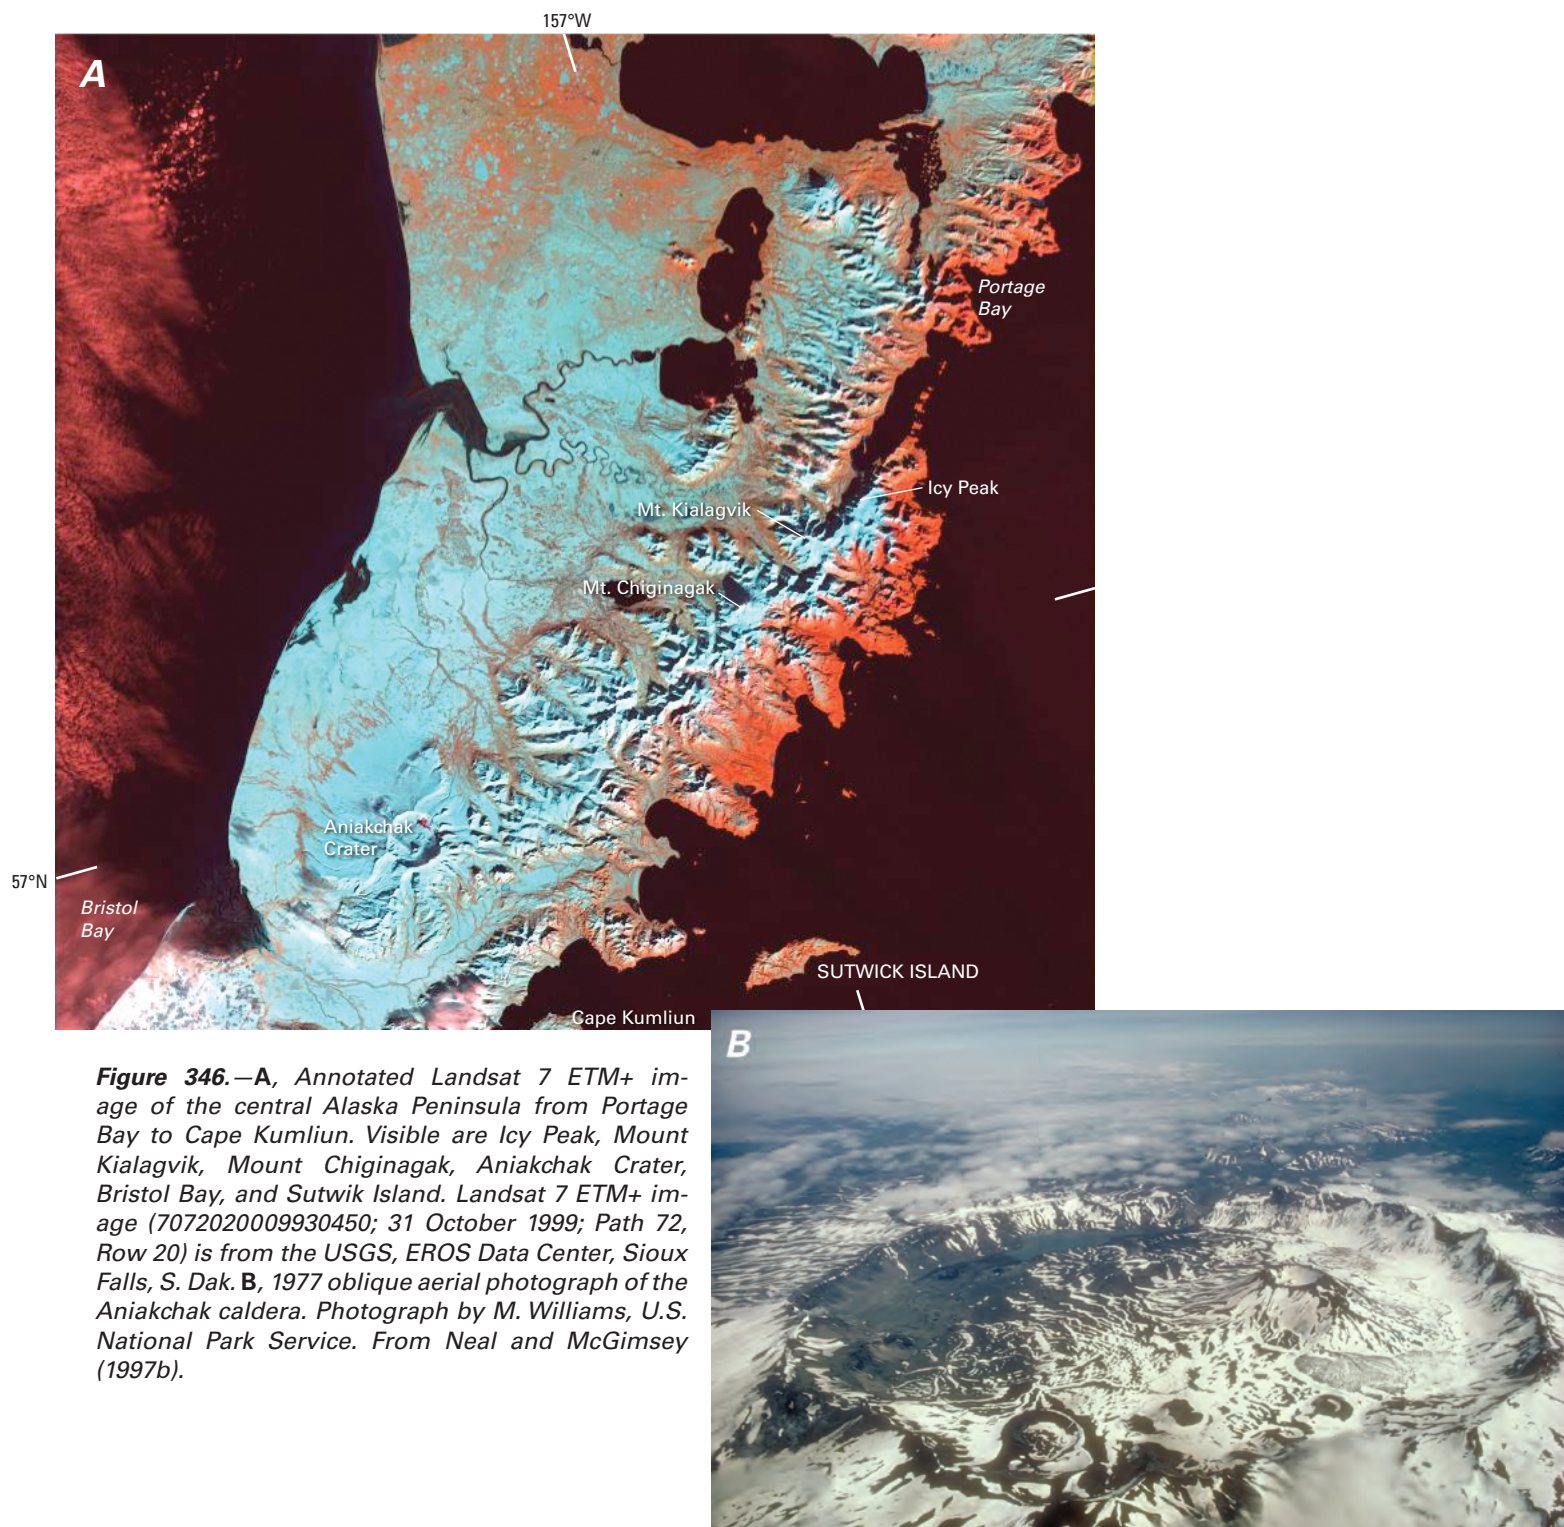 157°W
A
Portage
Bay
Icy Peak
Mt. Kialagvik
Mt. Chiginagak
Aniakchak
Crater
57°N
Bristol
Bay
SUTWICK ISLAND
Cape Kumliun
B
Figure 346.—A, Annotated Landsat 7 ETM+ im-
age of the central Alaska Peninsula from Portage
Bay to Cape Kumliun. Visible are Icy Peak, Mount
Kialagvik, Mount Chiginagak, Aniakchak Crater,
Bristol Bay, and Sutwik Island. Landsat 7 ETM+ im-
age (7072020009930450; 31 October 1999; Path 72,
Row 20) is from the USGS, EROS Data Center, Sioux
Falls, S. Dak. B, 1977 oblique aerial photograph of the
Aniakchak caldera. Photograph by M. Williams, U.S.
National Park Service. From Neal and McGimsey
(1997b).